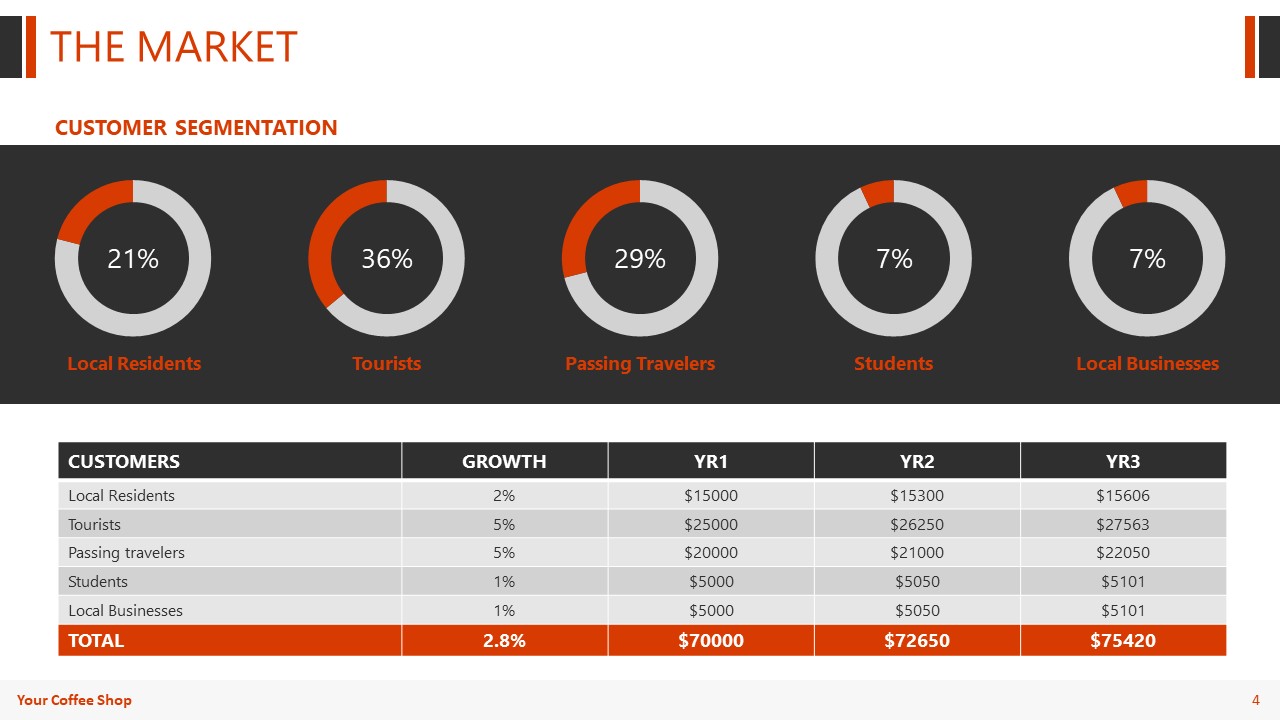 THE MARKET
CUSTOMER SEGMENTATION
21% 36% 29% 7% 7%
Local Residents Tourists Passing Travelers Students Local Businesses
CUSTOMERS GROWTH YR1 YR2 YR3
Local Residents 2% $15000 $15300 $15606
Tourists 5% $25000 $26250 $27563
Passing travelers 5% $20000 $21000 $22050
Students 1% $5000 $5050 $5101
Local Businesses 1% $5000 $5050 $5101
TOTAL 2.8% $70000 $72650 $75420
Your Coffee Shop 4